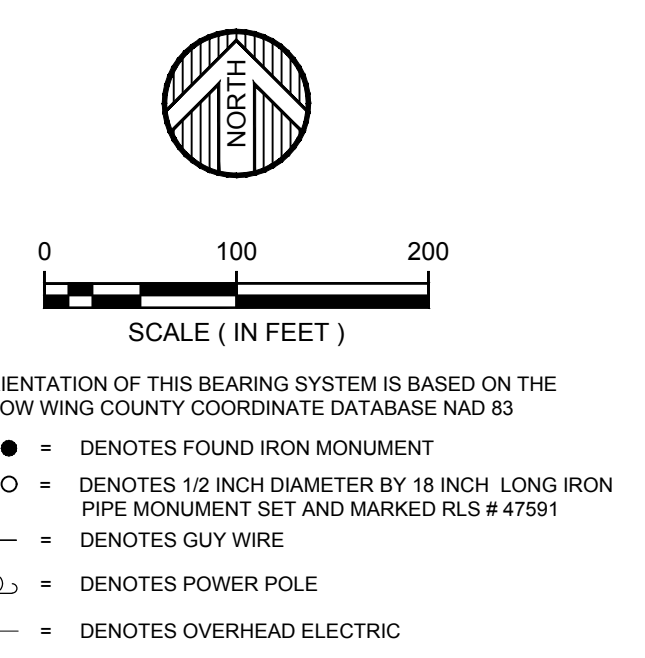 NORTH
0 100 200
SCALE ( IN FEET )
IENTATION OF THIS BEARING SYSTEM IS BASED ON THE
OW WING COUNTY COORDINATE DATABASE NAD 83
= DENOTES FOUND IRON MONUMENT
= DENOTES 1/2 INCH DIAMETER BY 18 INCH LONG IRON
PIPE MONUMENT SET AND MARKED RLS # 47591
= DENOTES GUY WIRE
= DENOTES POWER POLE
= DENOTES OVERHEAD ELECTRIC